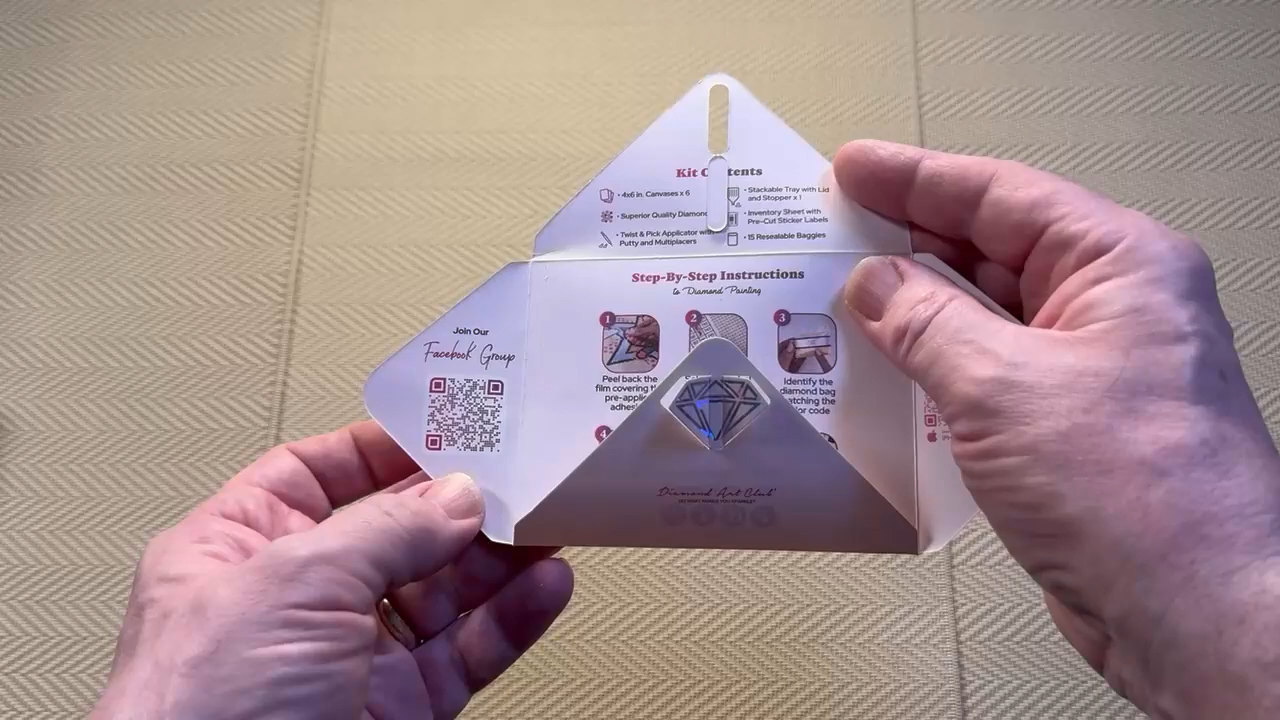 Kit C tents
• 4x6 in. Canvases x 6
• Superior Quality Diamond
• Twist & Pick Applicator with
Putty and Multiplacers
• Stackable Tray with Lid
and Stopper x 1
• Inventory Sheet with
Pre-Cut Sticker Labels
• 15 Resealable Baggies
Step-By-Step Instructions
to Diamond Painting
Join Our
Facebook Group
1
2
3
Peel back the
film covering
pre-appli
adhes
Identify the
diamond bag
atching the
or code
4
Diamond Art Club